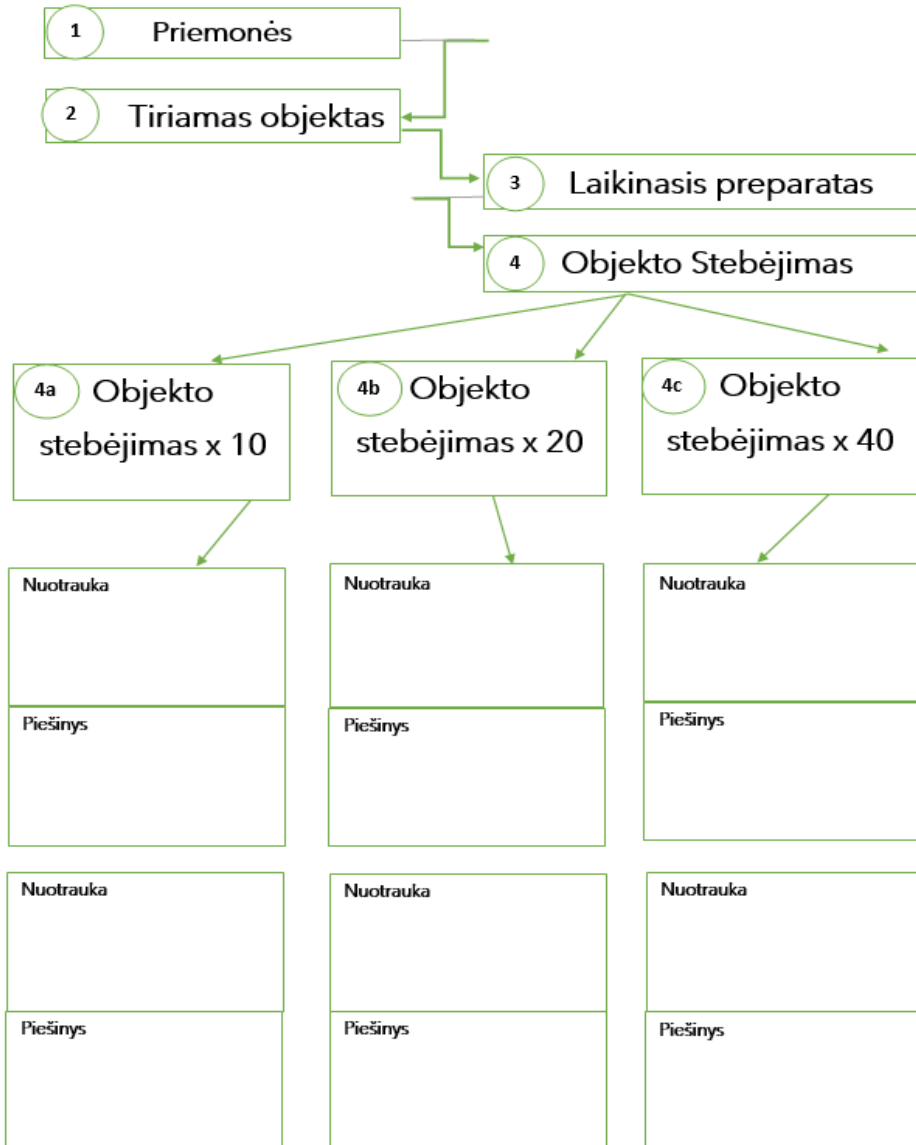 1 Priemonės
2 Tiriamas objektas
3 Laikinasis preparatas
4 Objekto Stebėjimas
4a Objekto
stebėjimas x 10
4b Objekto
stebėjimas x 20
4c Objekto
stebėjimas x 40
Nuotrauka
Nuotrauka
Nuotrauka
Piešinys
Piešinys
Piešinys
Nuotrauka
Nuotrauka
Nuotrauka
Piešinys
Piešinys
Piešinys